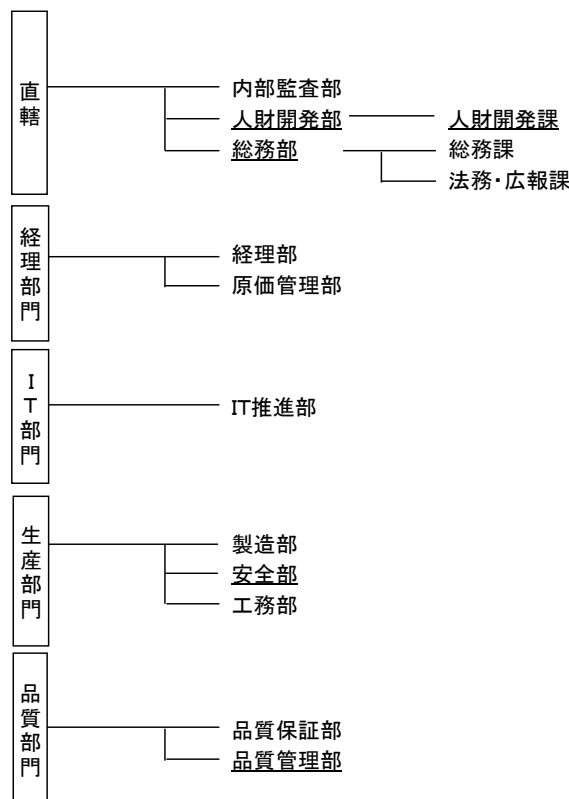 直轄
内部監査部
人財開発部 人財開発課
総務部 総務課
法務・広報課
経理部門
経理部
原価管理部
IT部門
IT推進部
生産部門
製造部
安全部
工務部
品質部門
品質保証部
品質管理部